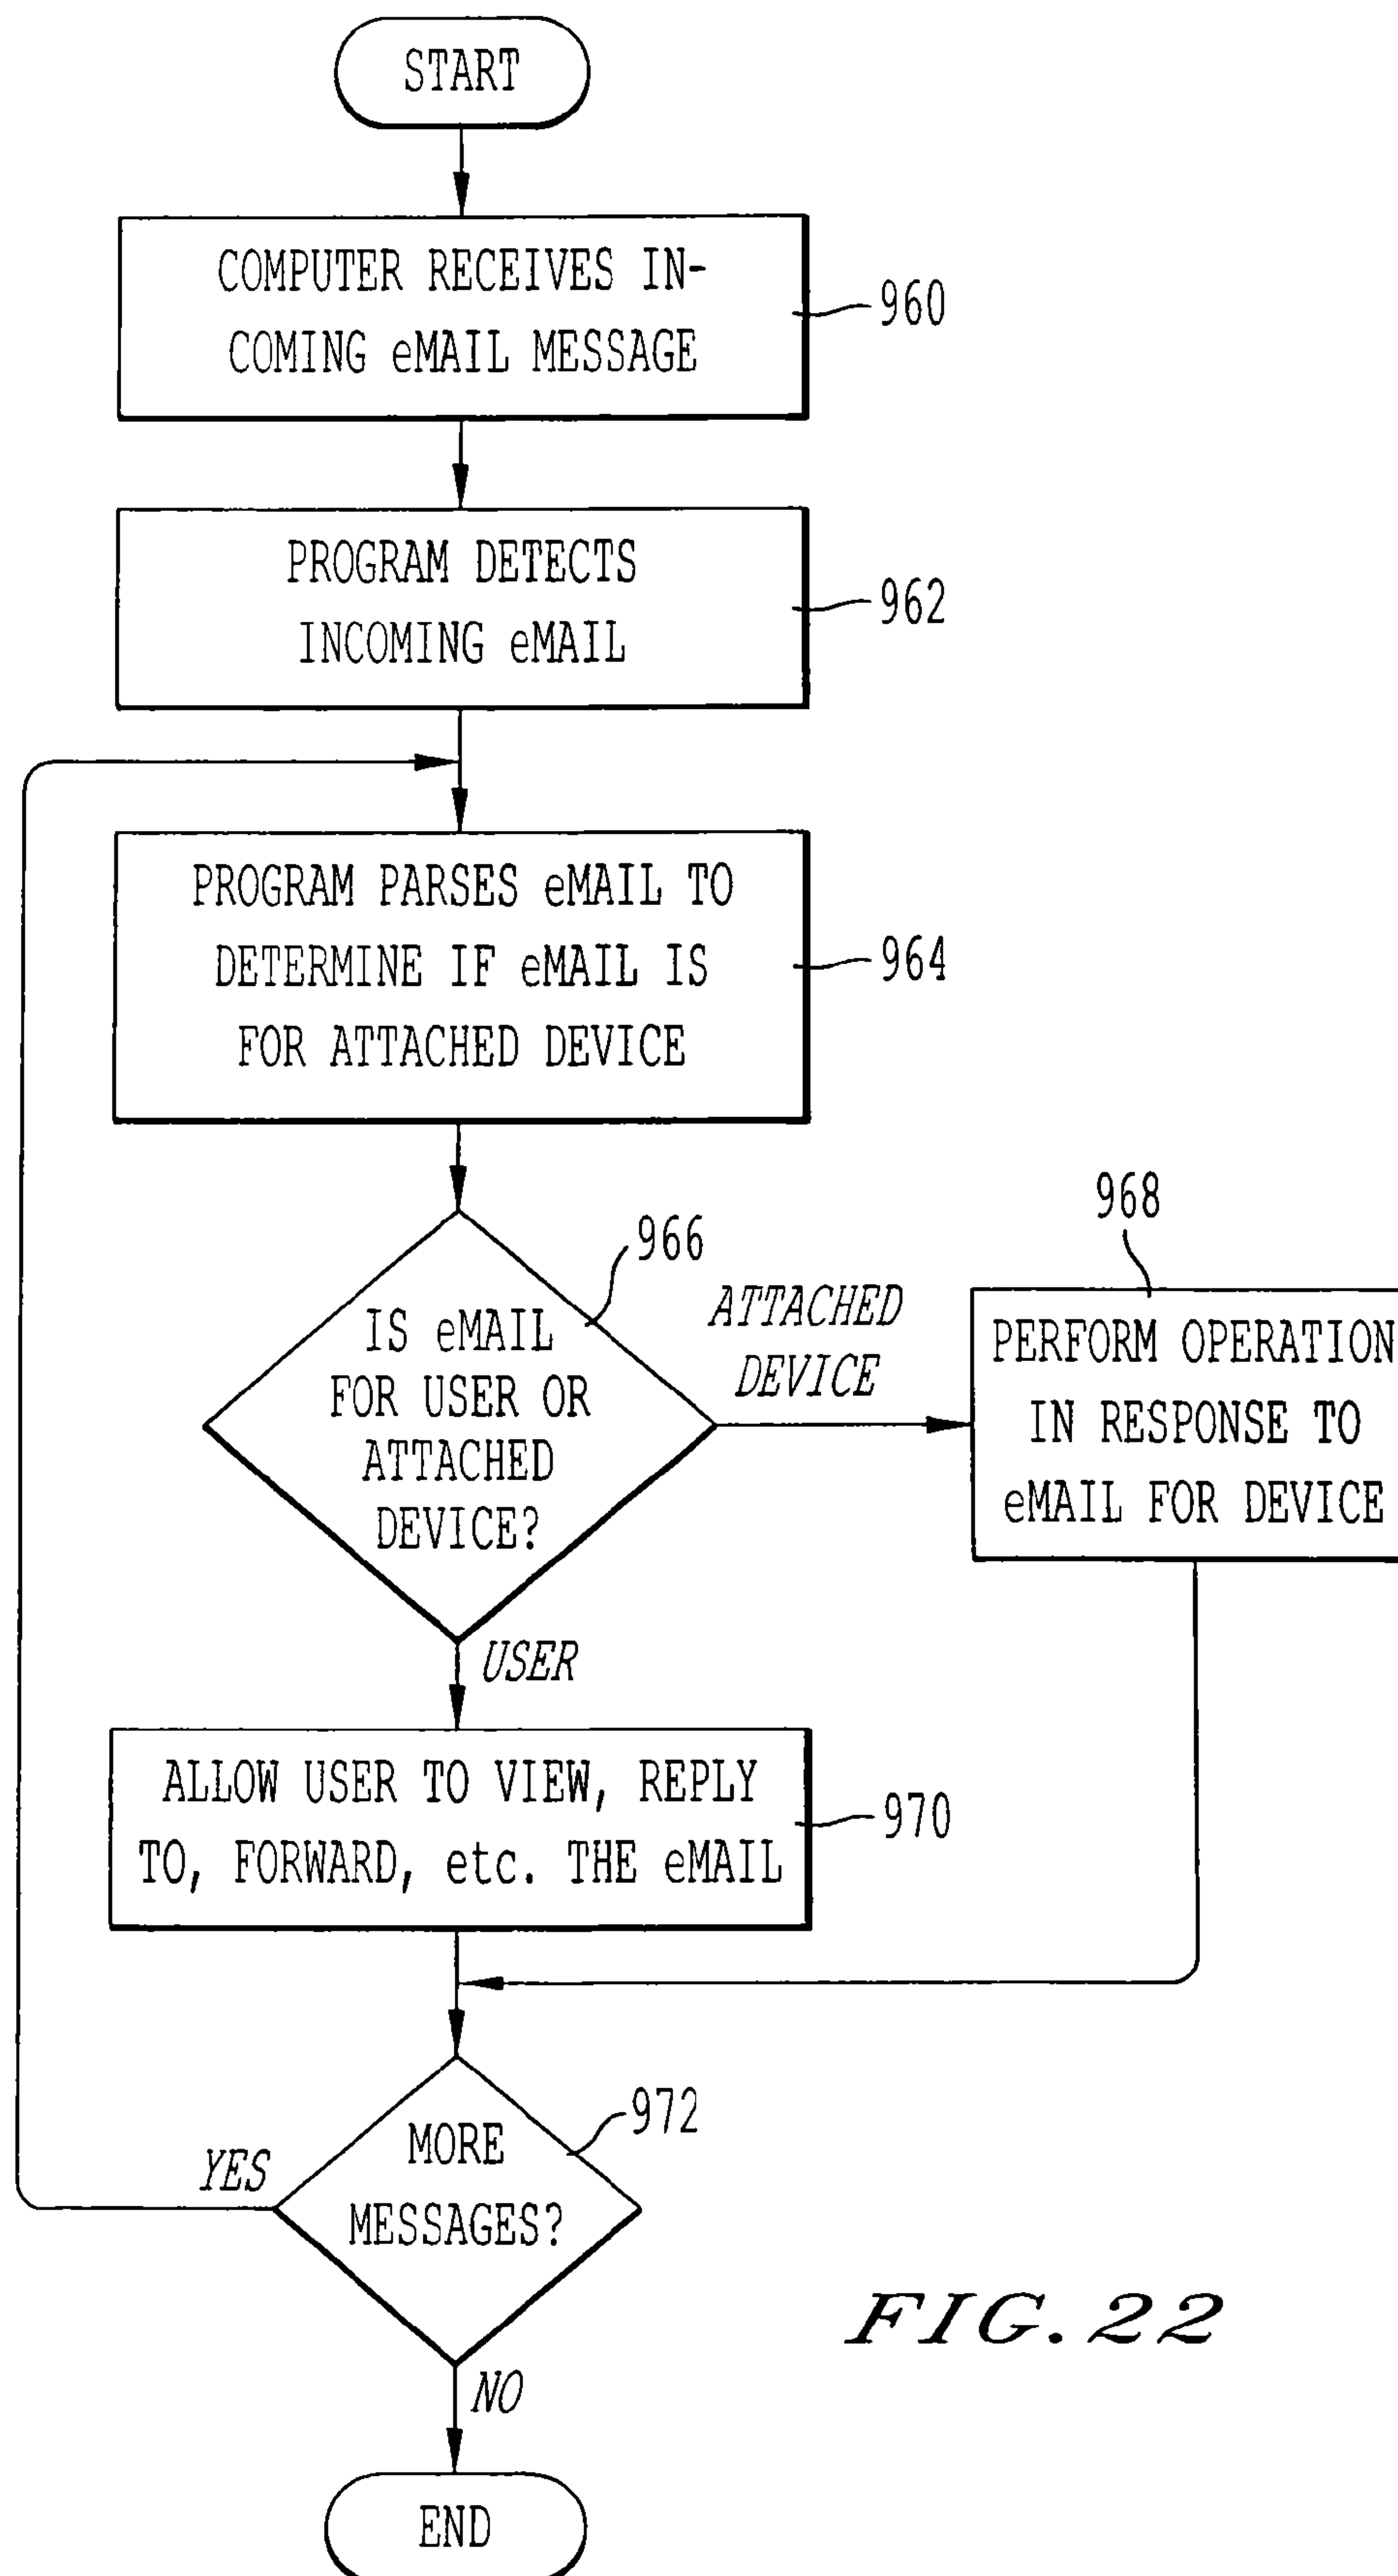 START
COMPUTER RECEIVES IN-
COMING eMAIL MESSAGE
960
PROGRAM DETECTS
INCOMING eMAIL
962
PROGRAM PARSES eMAIL TO
DETERMINE IF eMAIL IS
FOR ATTACHED DEVICE
964
966
IS eMAIL
FOR USER OR
ATTACHED
DEVICE?
ATTACHED
DEVICE
968
PERFORM OPERATION
IN RESPONSE TO
eMAIL FOR DEVICE
USER
ALLOW USER TO VIEW, REPLY
TO, FORWARD, etc. THE eMAIL
970
972
MORE
MESSAGES?
YES
NO
FIG. 22
END